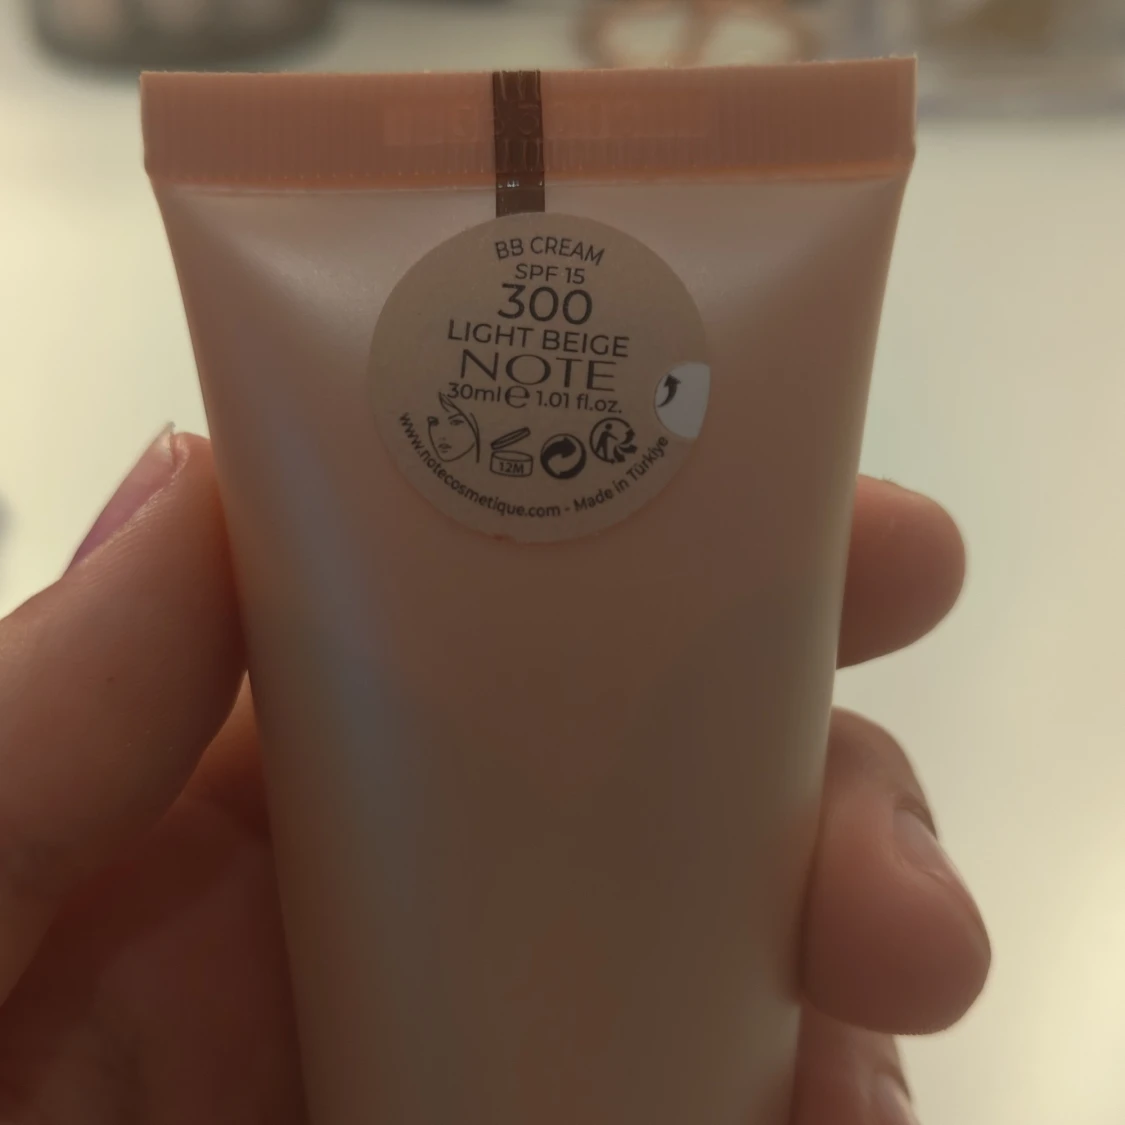 BB CREAM
SPF 15
300
LIGHT BEIGE
NOTE
30ml e 1.01 fl.oz.
12M
www.notecosmetique.com - Made in Türkiye